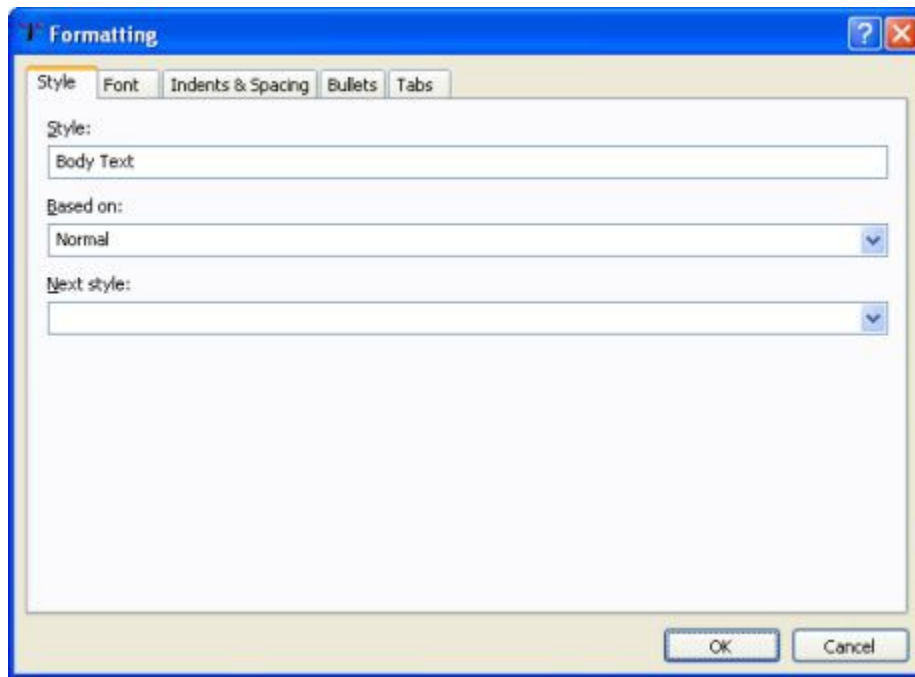 Formatting
Style Font Indents & Spacing Bullets Tabs
Style:
Body Text
Based on:
Normal
Next style:
OK Cancel